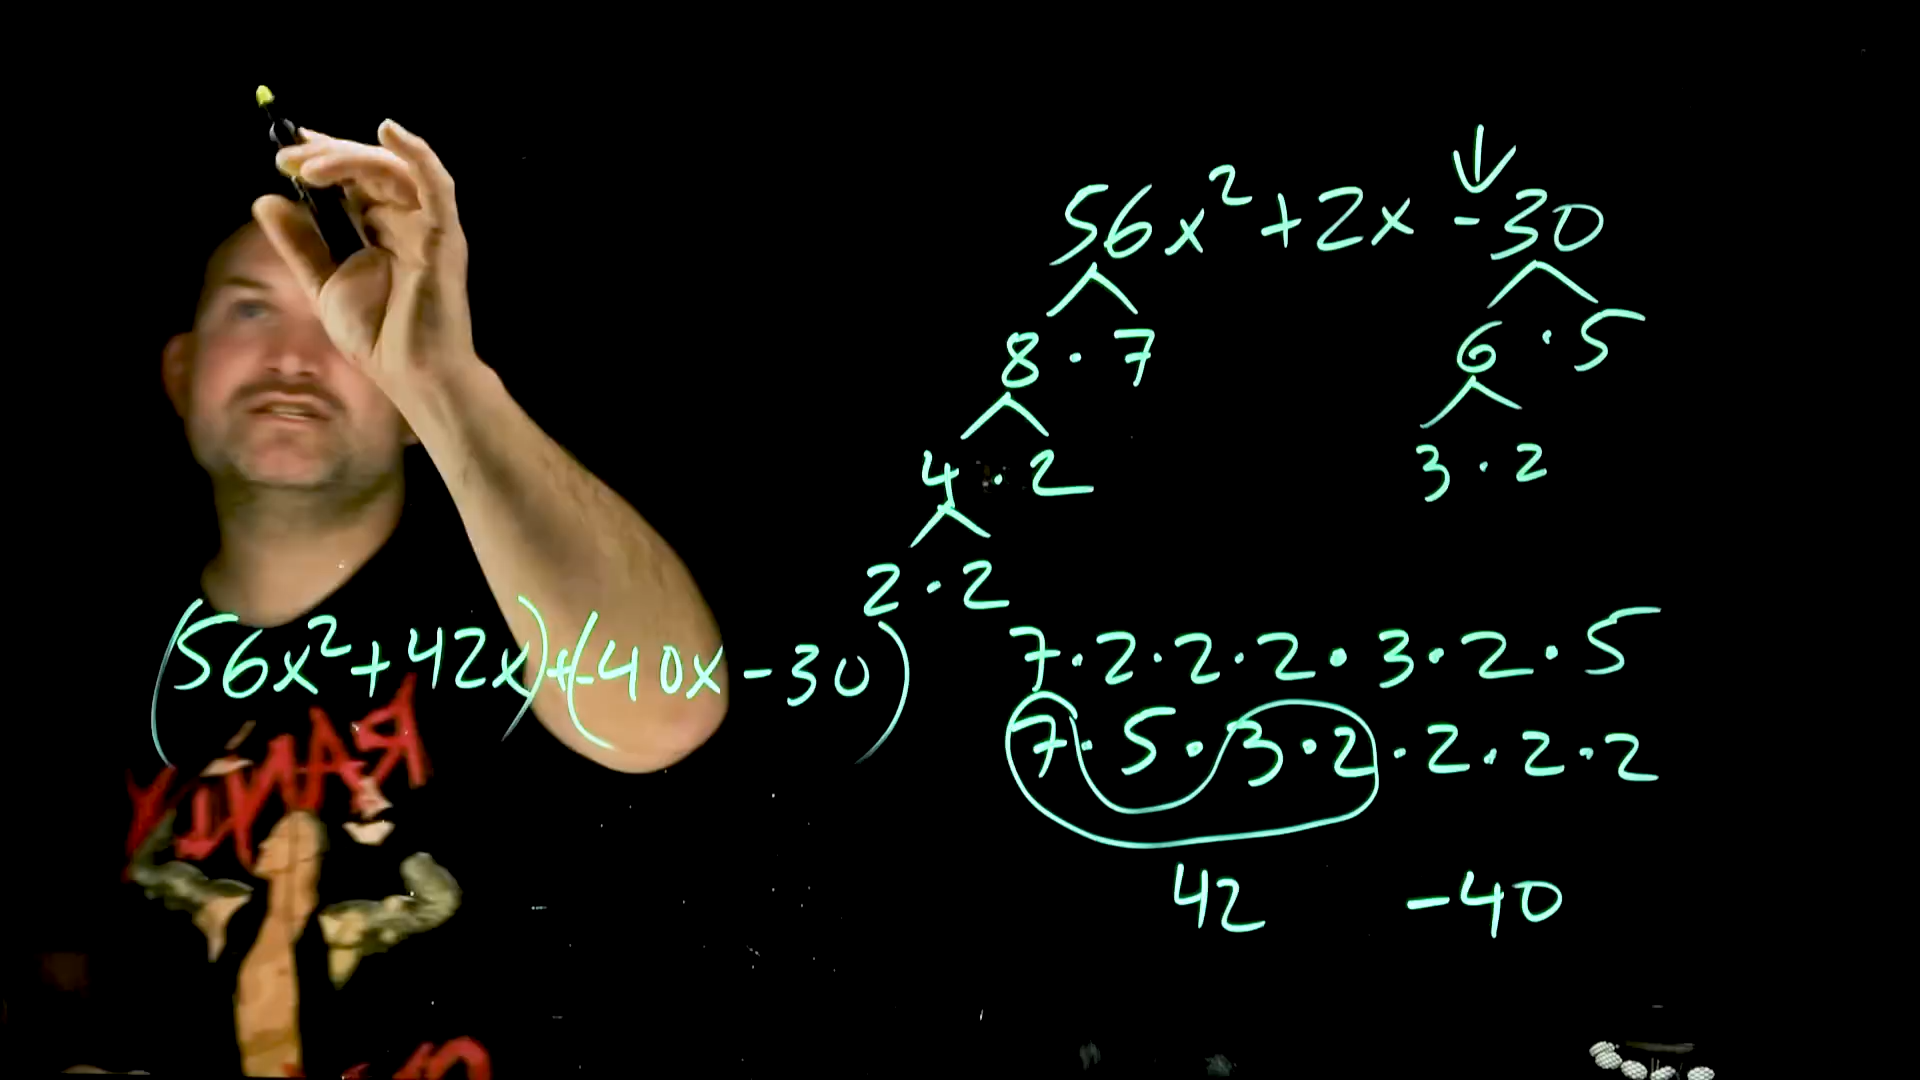 56x² + 2x - 30
8 · 7
6 · 5
4 · 2
3 · 2
2 · 2
(56x² + 42x) + (-40x - 30)
7 · 2 · 2 · 2 · 3 · 2 · 5
7 · 5 · 3 · 2 · 2 · 2 · 2
42 -40